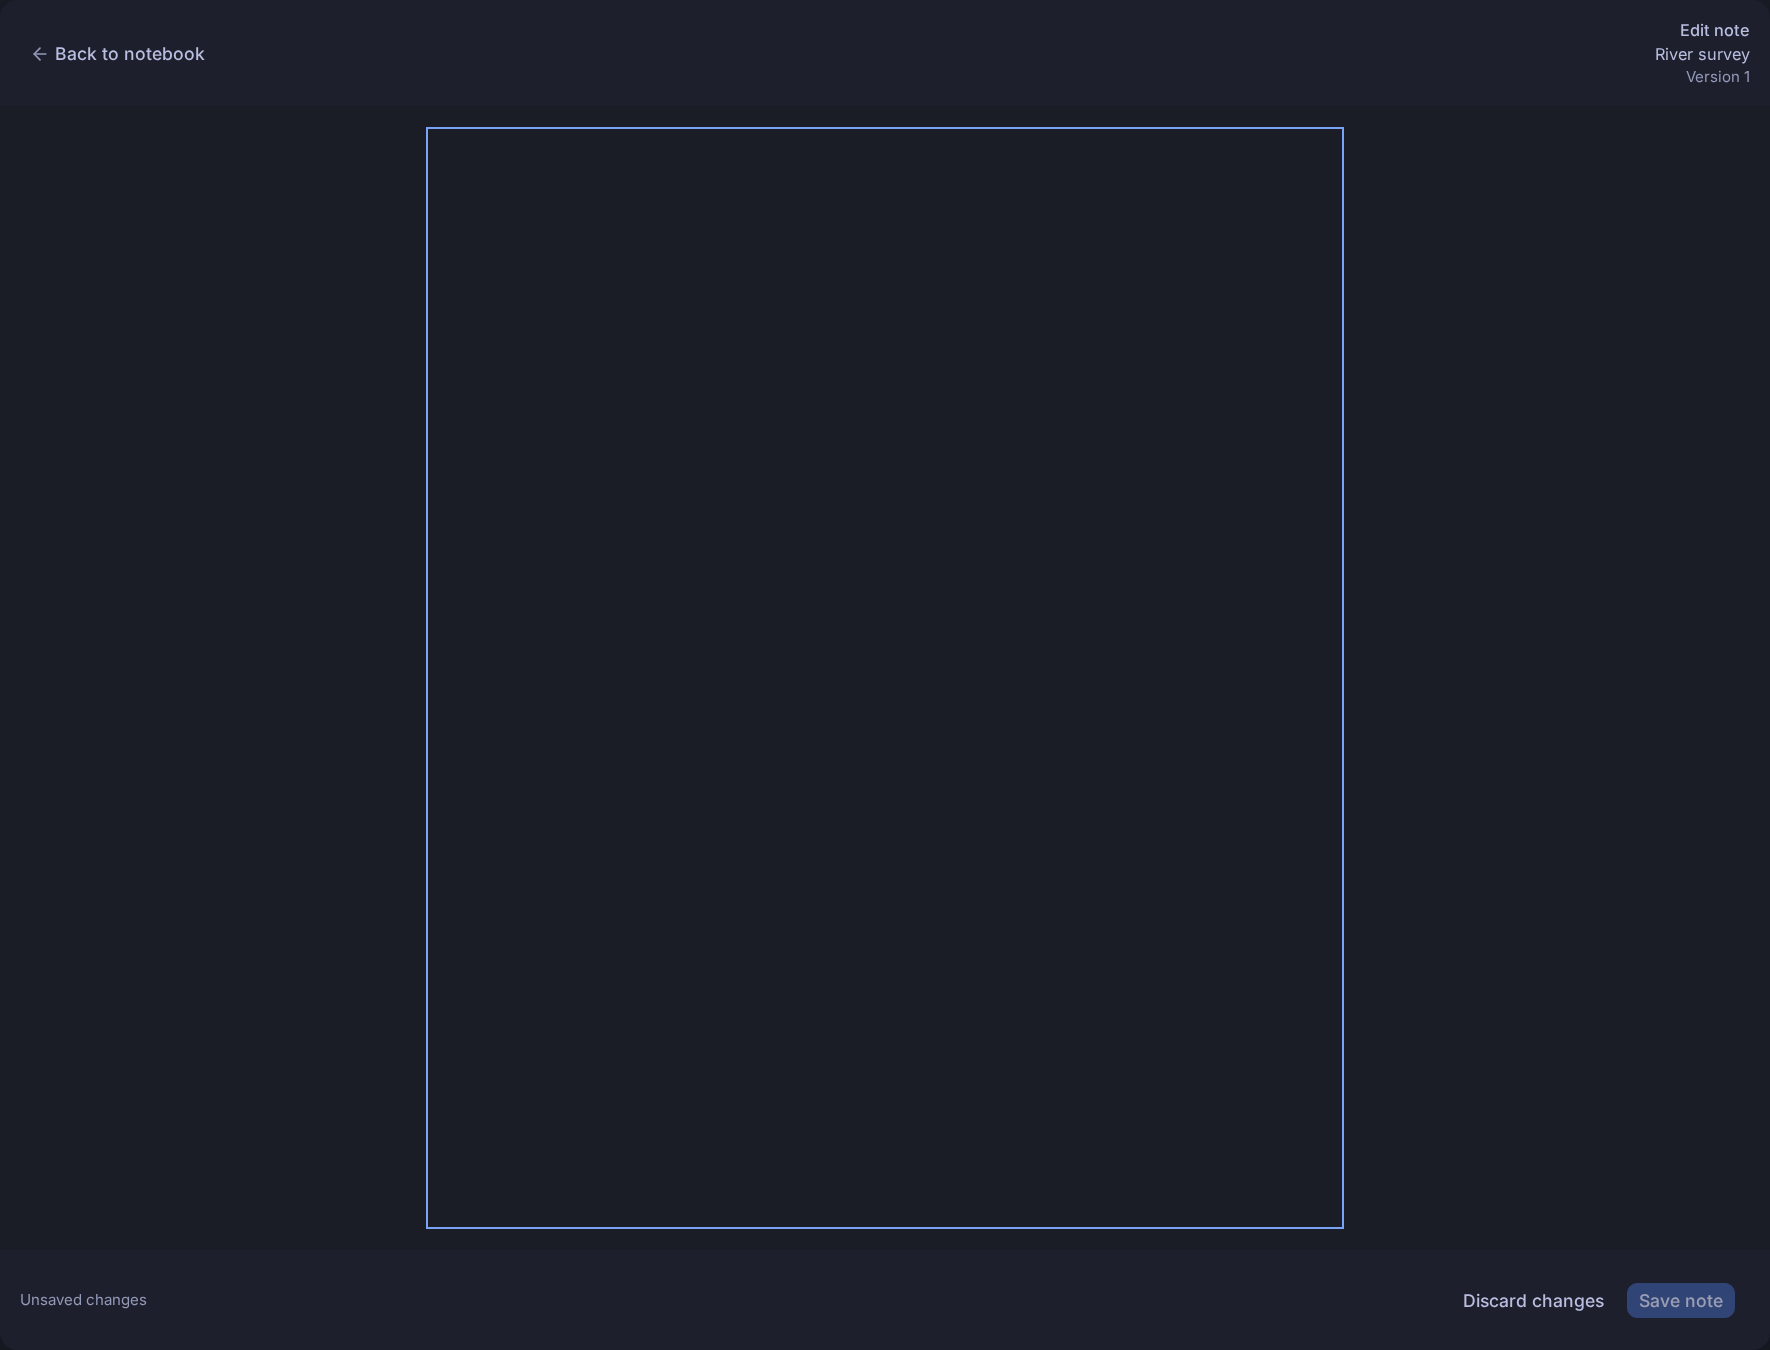 Back to notebook
Edit note
River survey
Version 1
Unsaved changes
Discard changes
Save note